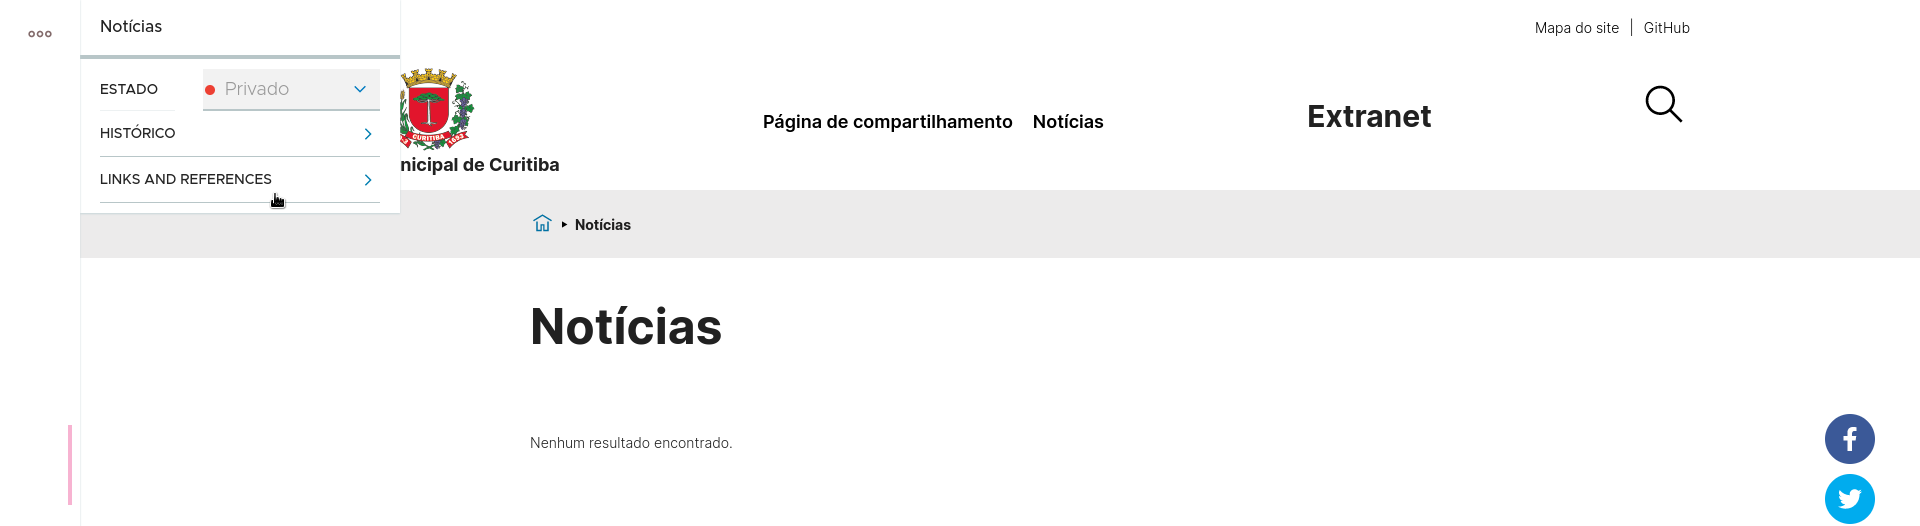 Notícias
Mapa do site | GitHub
ESTADO
Privado
HISTÓRICO
LINKS AND REFERENCES
CURITIBA
nicipal de Curitiba
Página de compartilhamento
Notícias
Extranet
Notícias
Notícias
Nenhum resultado encontrado.